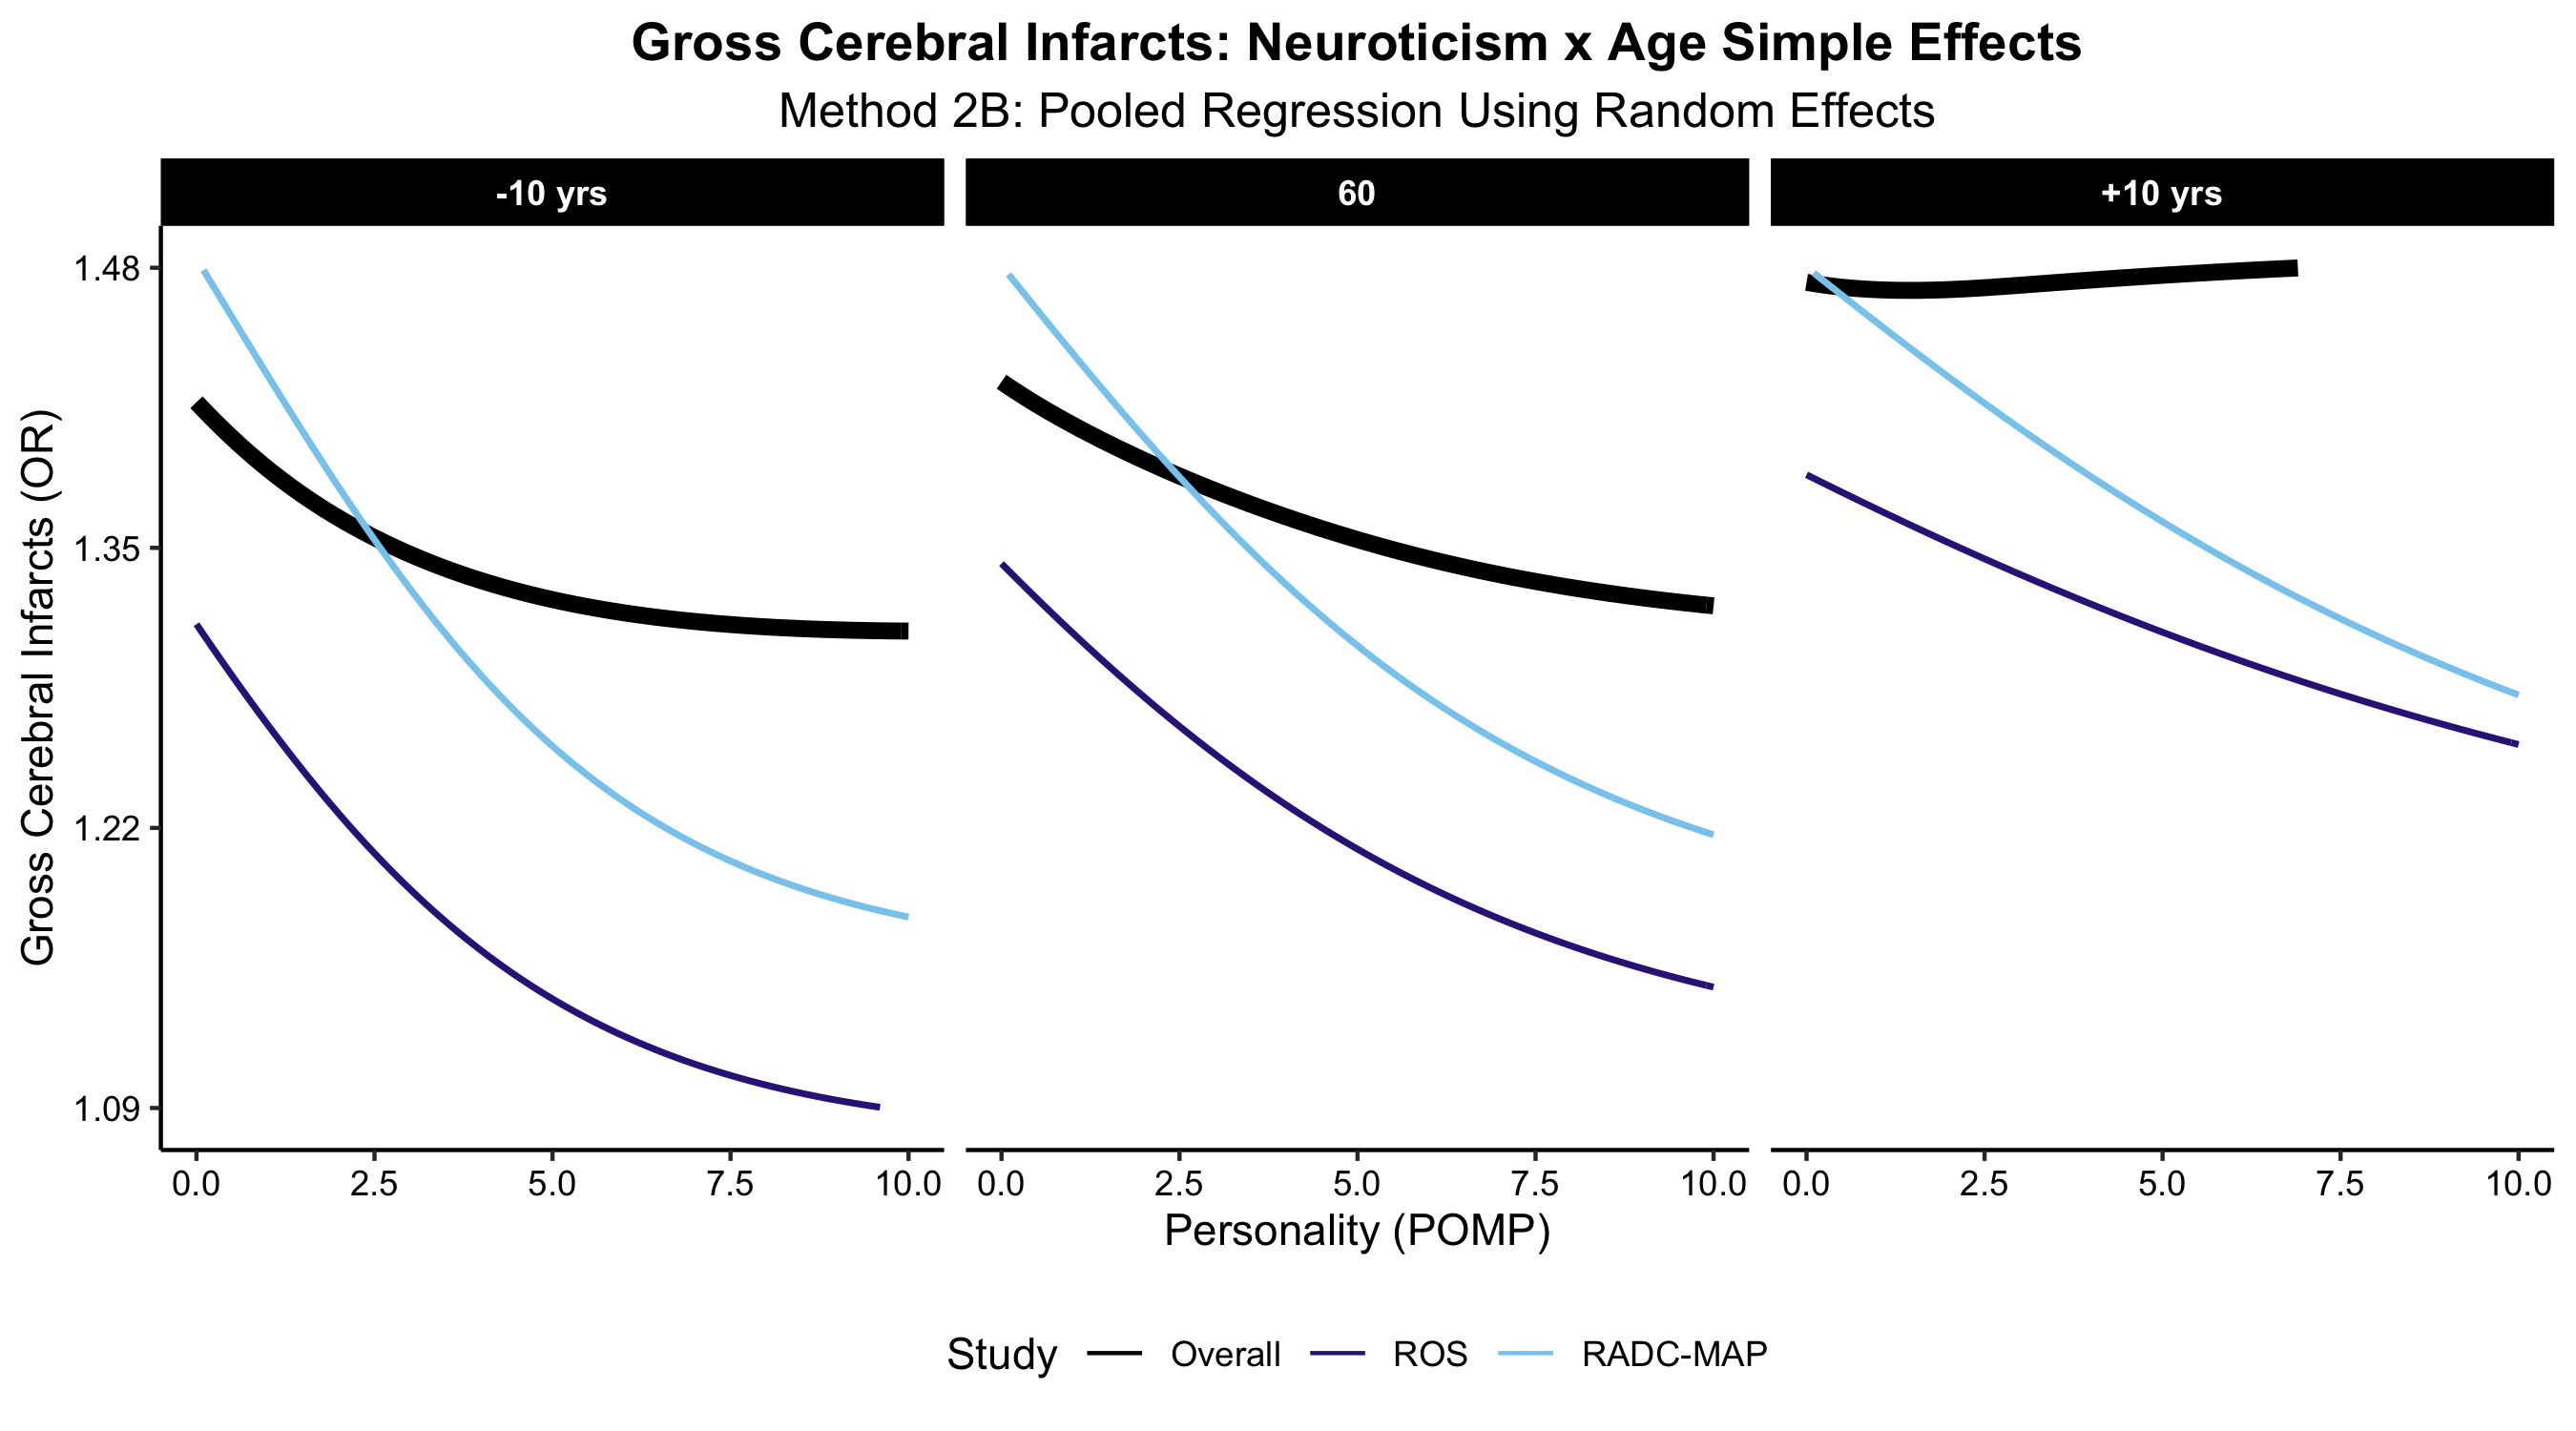 Gross Cerebral Infarcts: Neuroticism x Age Simple Effects
Method 2B: Pooled Regression Using Random Effects
-10 yrs
60
+10 yrs
Gross Cerebral Infarcts (OR)
1.48
1.35
1.22
1.09
0.0 2.5 5.0 7.5 10.0
0.0 2.5 5.0 7.5 10.0
0.0 2.5 5.0 7.5 10.0
Personality (POMP)
Study Overall ROS RADC-MAP